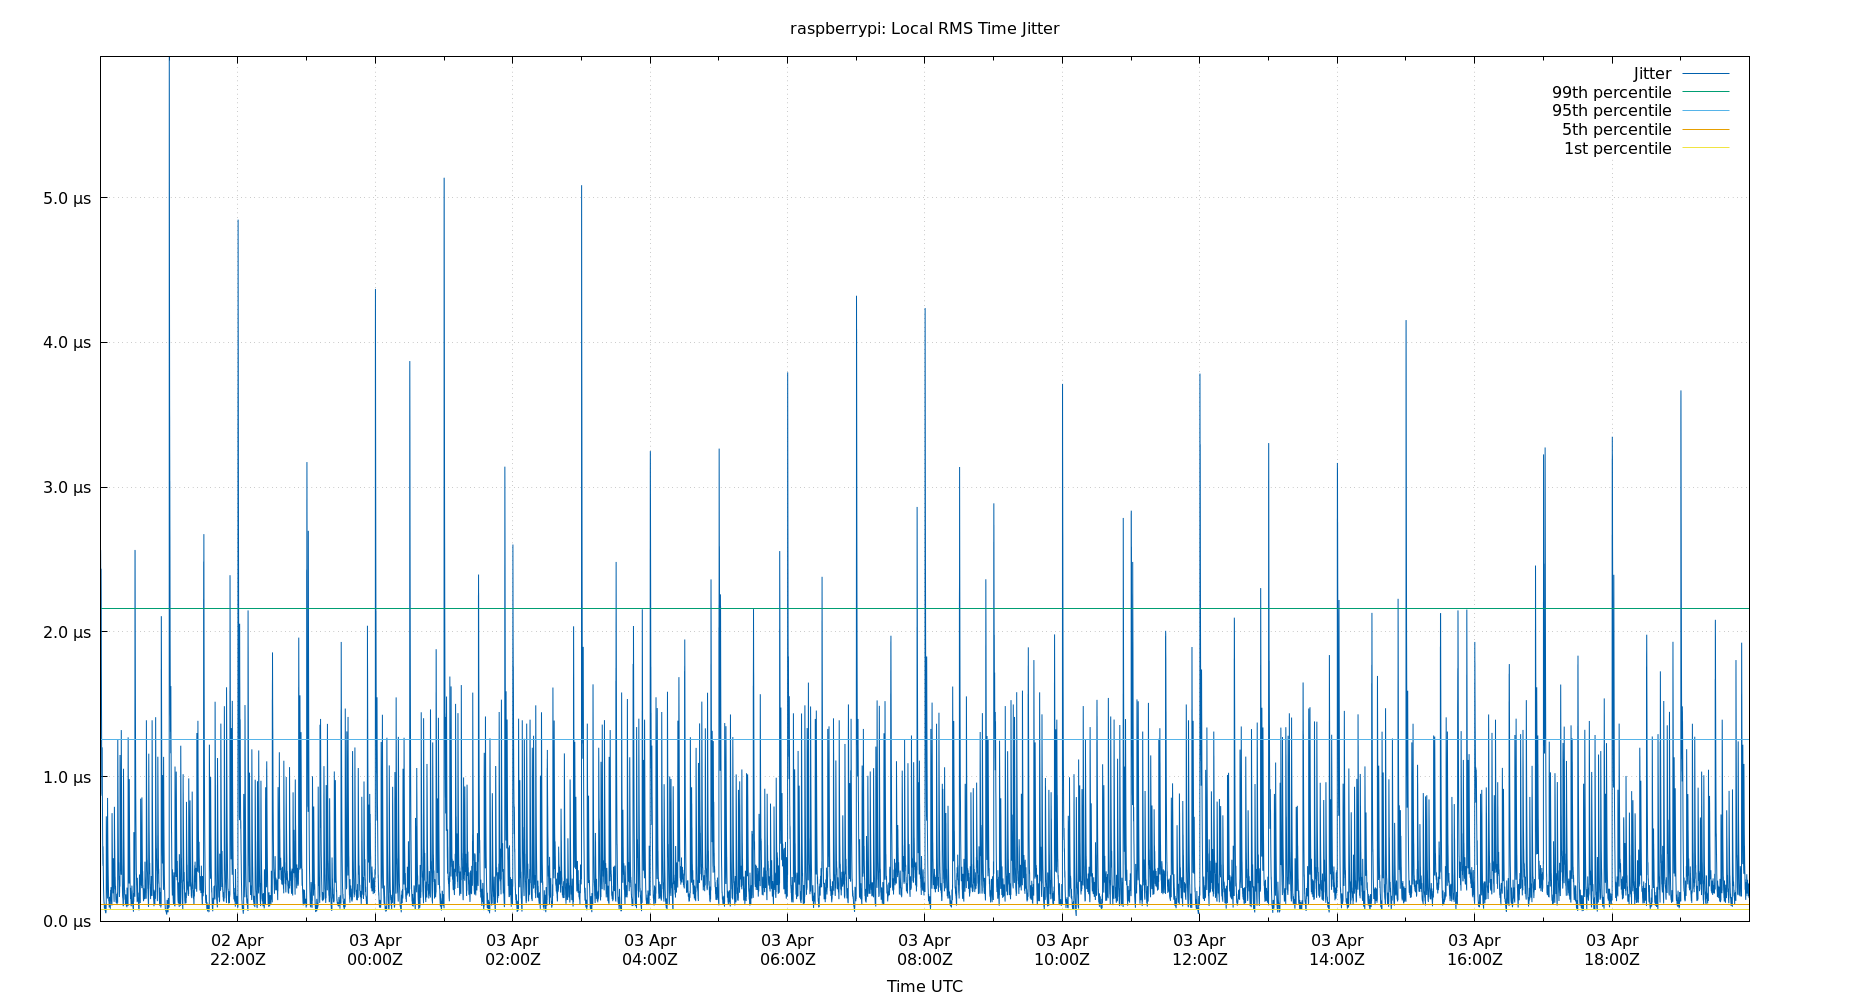 raspberrypi: Local RMS Time Jitter
Jitter
99th percentile
95th percentile
5th percentile
1st percentile
5.0 µs
4.0 µs
3.0 µs
2.0 µs
1.0 µs
0.0 µs
02 Apr 03 Apr 03 Apr 03 Apr 03 Apr 03 Apr 03 Apr 03 Apr 03 Apr 03 Apr 03 Apr
22:00Z 00:00Z 02:00Z 04:00Z 06:00Z 08:00Z 10:00Z 12:00Z 14:00Z 16:00Z 18:00Z
Time UTC